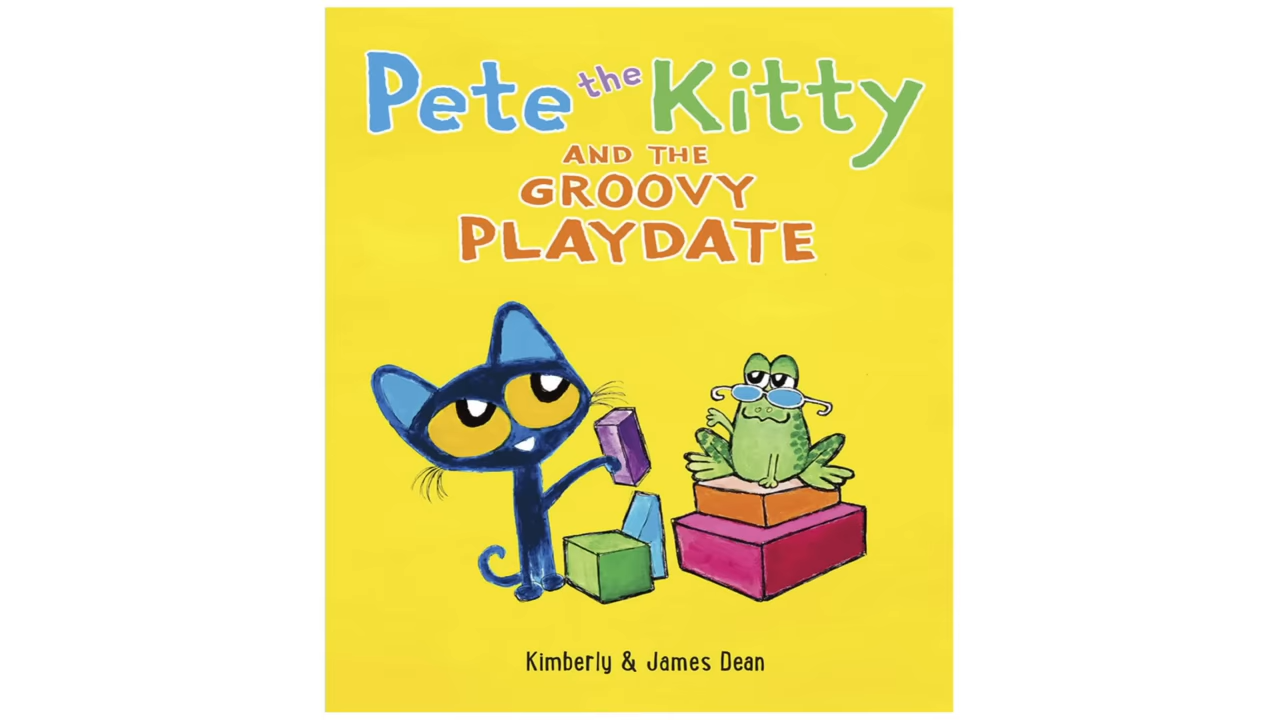 Pete the Kitty
AND THE
GROOVY
PLAYDATE
Kimberly & James Dean